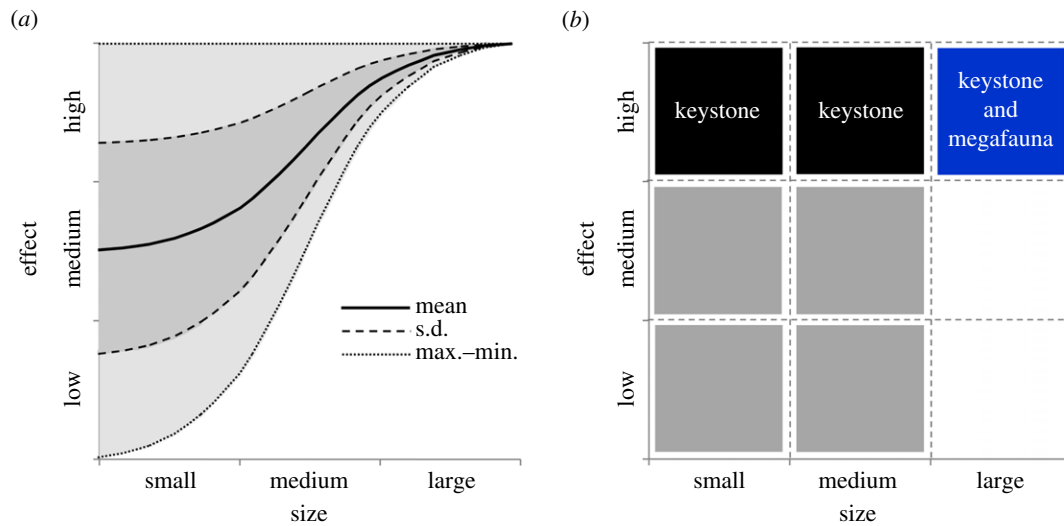 (a)
high
medium
low
effect
mean
s.d.
max.–min.
small
medium
large
size
(b)
high
medium
low
effect
keystone
keystone
keystone
and
megafauna
small
medium
large
size